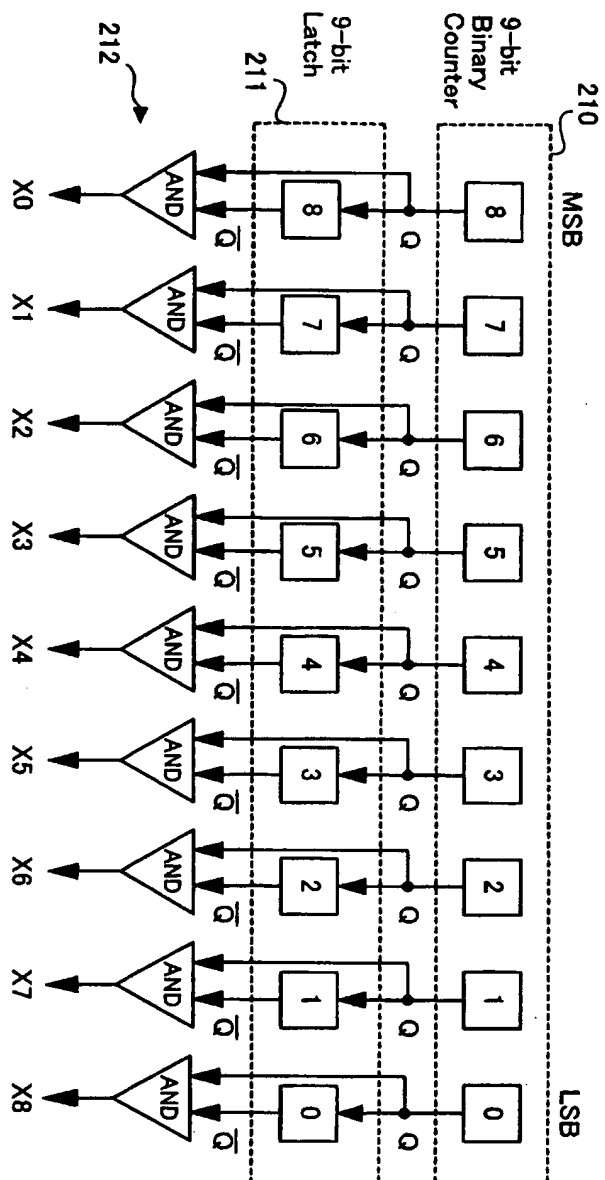 210
MSB LSB
9-bit
Binary
Counter
8 7 6 5 4 3 2 1 0
Q Q Q Q Q Q Q Q Q
9-bit
Latch
8 7 6 5 4 3 2 1 0
211
Q̅ Q̅ Q̅ Q̅ Q̅ Q̅ Q̅ Q̅ Q̅
AND AND AND AND AND AND AND AND AND
212
X0 X1 X2 X3 X4 X5 X6 X7 X8